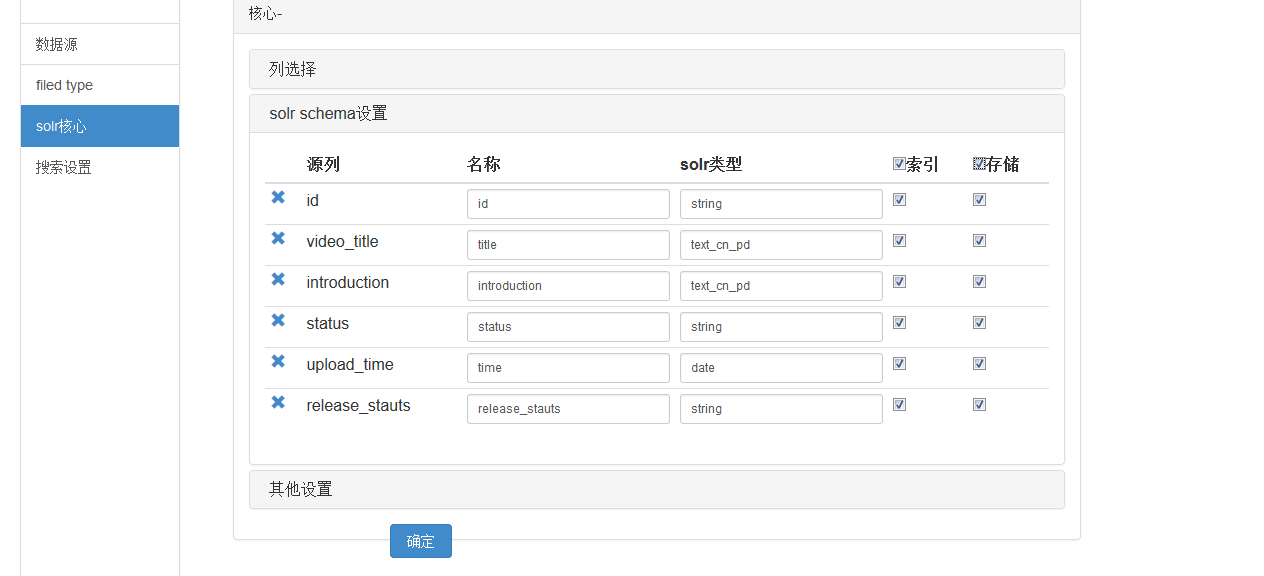 核心-
数据源
filed type
solr核心
搜索设置
列选择
solr schema设置
源列 名称 solr类型 索引 存储
id id string
video_title title text_cn_pd
introduction introduction text_cn_pd
status status string
upload_time time date
release_stauts release_stauts string
其他设置
确定